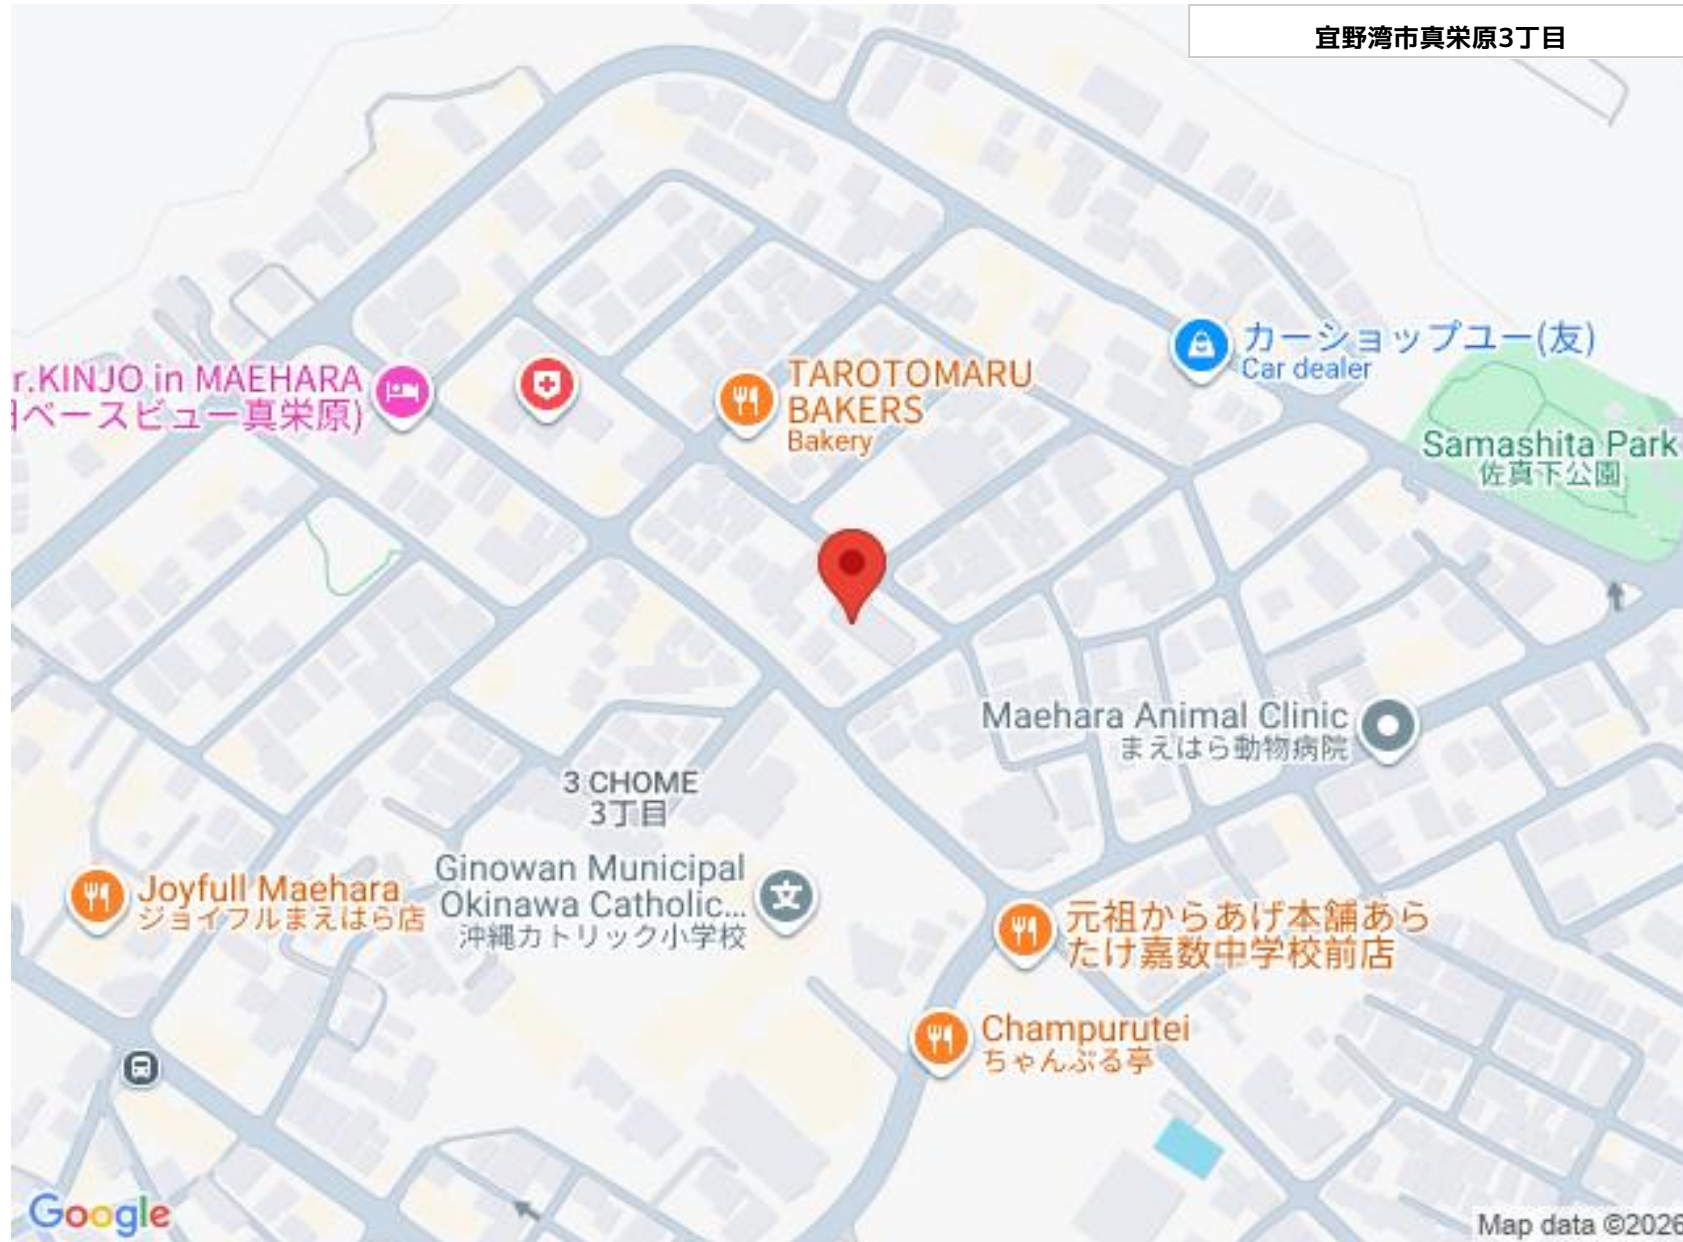 宜野湾市真栄原3丁目
カーショップユー(友)
Car dealer
r.KINJO in MAEHARA
ベースビュー真栄原)
TAROTOMARU
BAKERS
Bakery
Samashita Park
佐真下公園
Maehara Animal Clinic
まえはら動物病院
3 CHOME
3丁目
Ginowan Municipal
Okinawa Catholic...
沖縄カトリック小学校
Joyfull Maehara
ジョイフルまえはら店
元祖からあげ本舗あら
たけ嘉数中学校前店
Champurutei
ちゃんぷる亭
Google
Map data ©2026